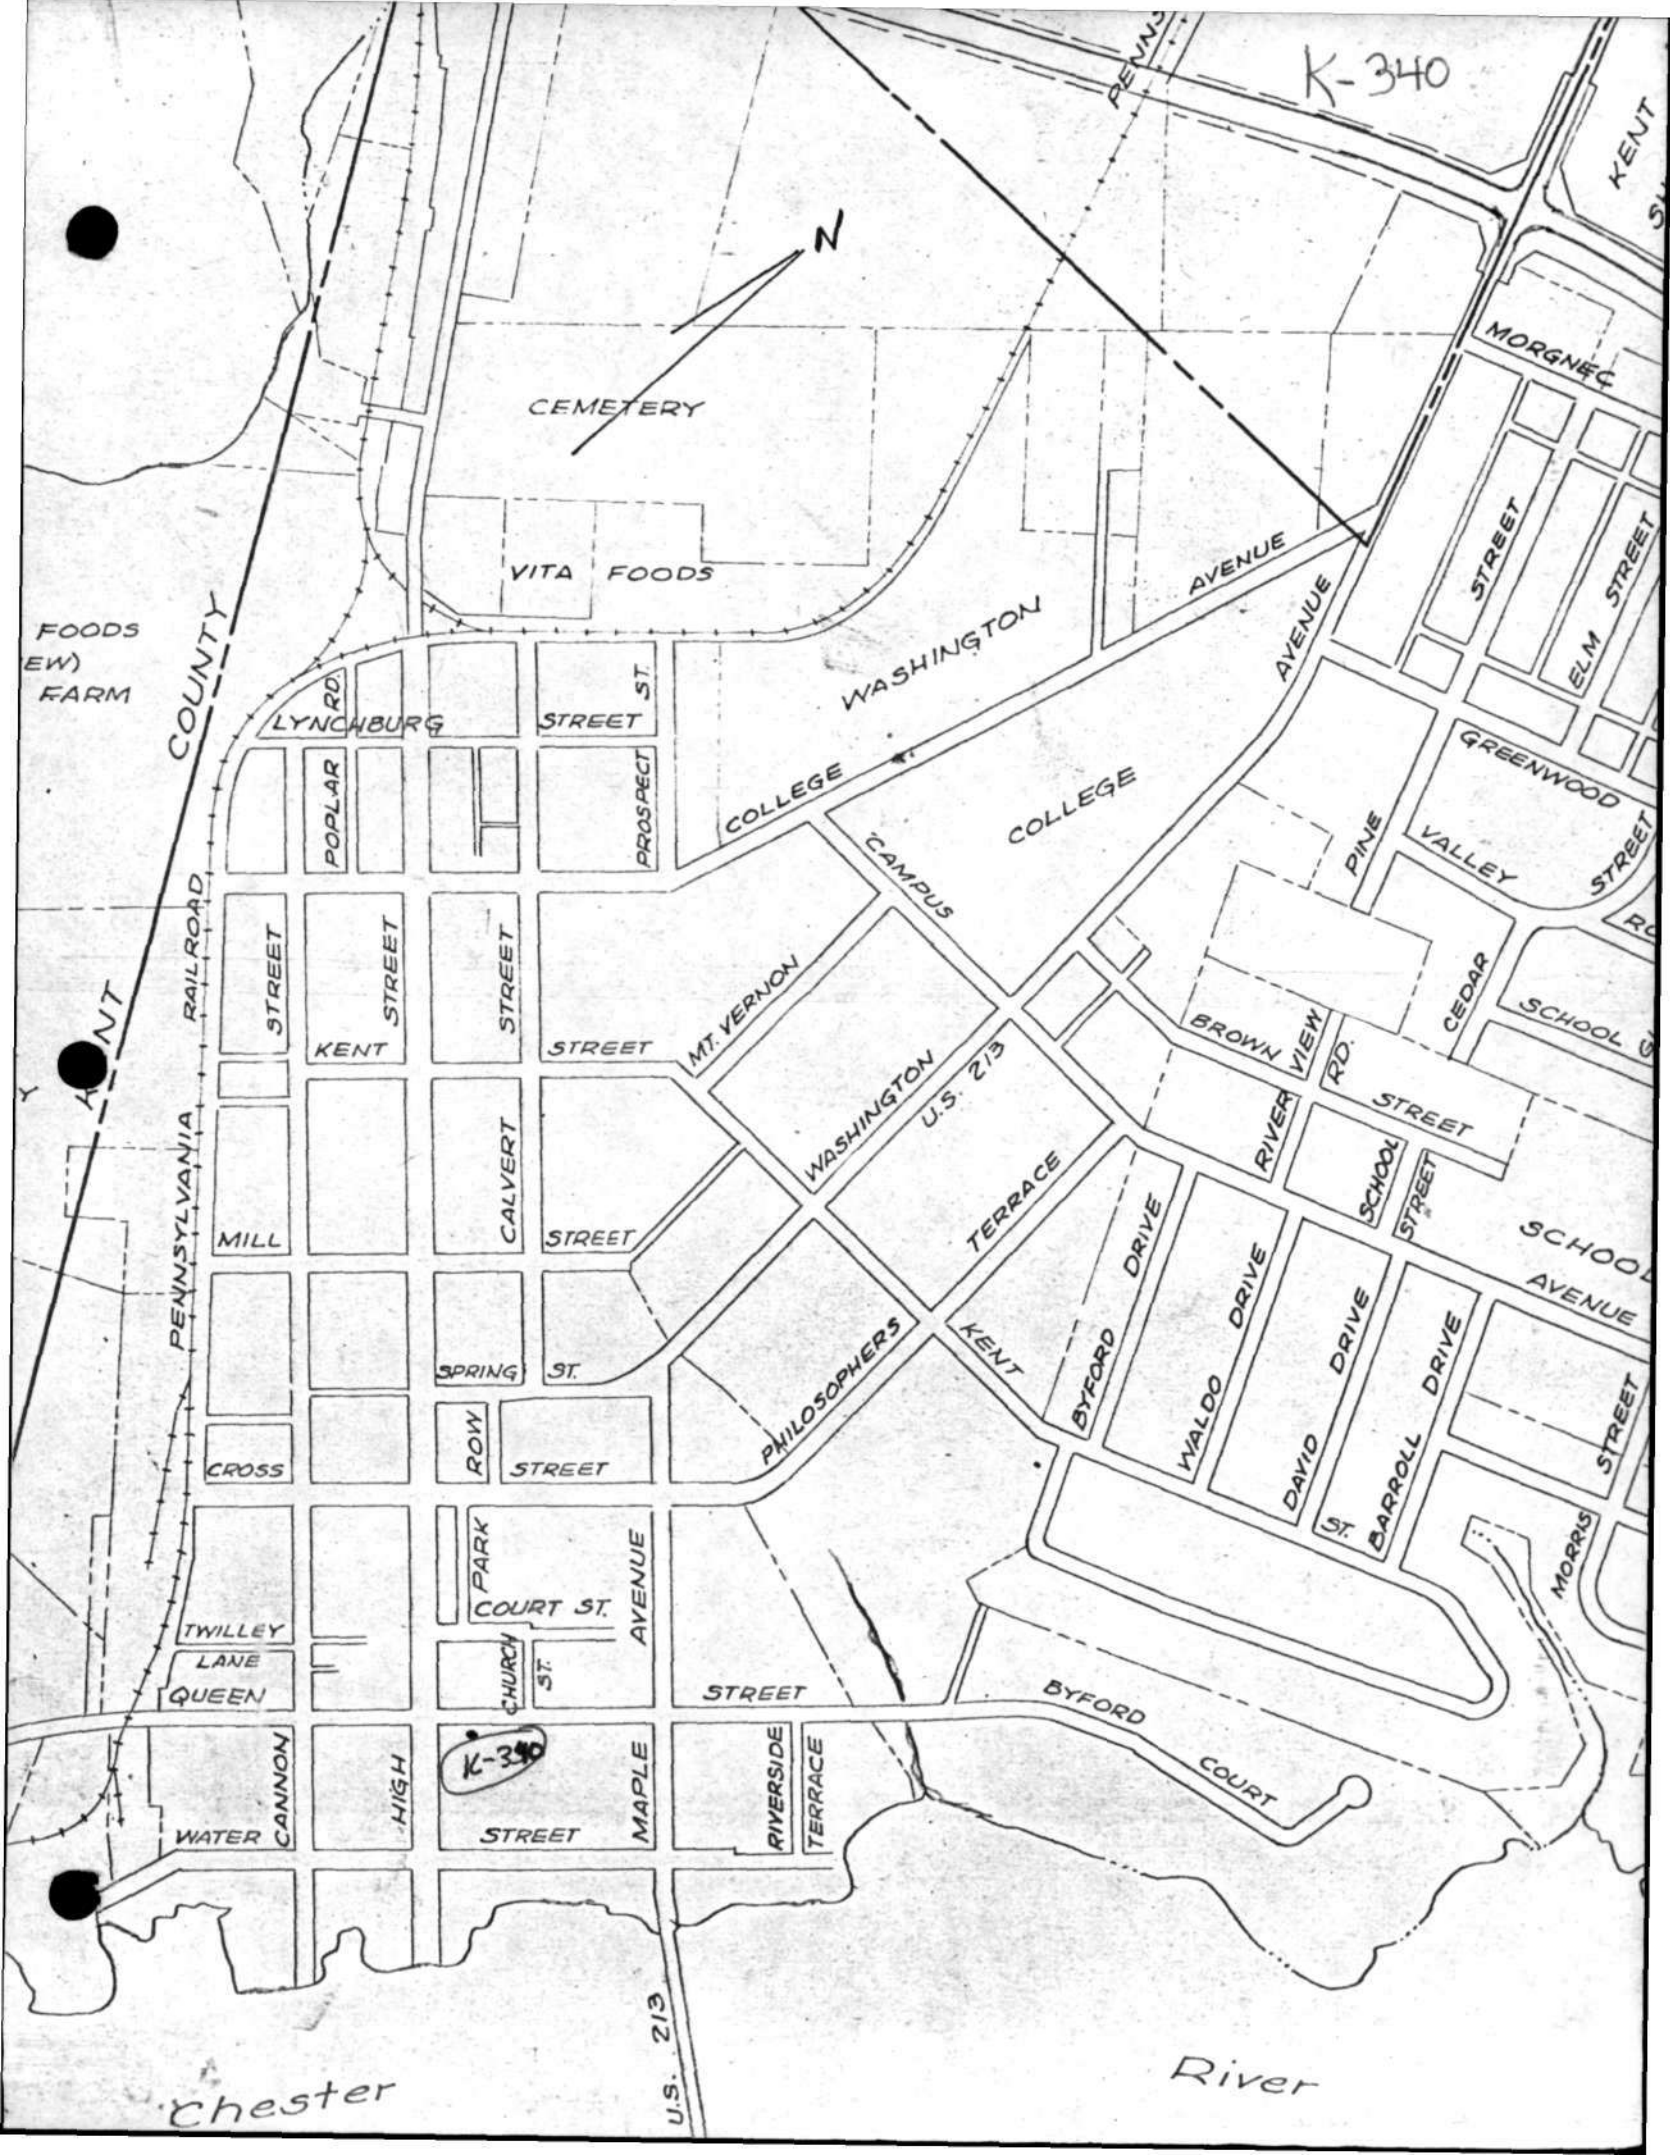 PENNS
K-340
KENT
N
MORGNEC
CEMETERY
STREET
STREET
ELM
VITA FOODS
AVENUE
AVENUE
WASHINGTON
FOODS
EW)
FARM
COUNTY
RD.
ST.
LYNCHBURG
STREET
GREENWOOD
COLLEGE
COLLEGE
POPLAR
PROSPECT
PINE
VALLEY
STREET
CAMPUS
RAILROAD
STREET
STREET
STREET
MT. VERNON
CEDAR
SCHOOL
KENT
STREET
BROWN
VIEW
RD.
WASHINGTON
U.S. 213
STREET
RIVER
PENNSYLVANIA
CALVERT
TERRACE
SCHOOL
STREET
MILL
STREET
DRIVE
SCHOOL
AVENUE
DRIVE
DRIVE
DRIVE
SPRING
ST.
PHILOSOPHERS
KENT
BYFORD
WALDO
STREET
ROW
CROSS
STREET
DAVID
ST.
BARROLL
PARK
AVENUE
MORRIS
COURT ST.
TWILLEY
LANE
CHURCH
ST.
QUEEN
STREET
BYFORD
K-340
CANNON
HIGH
MAPLE
RIVERSIDE
TERRACE
COURT
WATER
STREET
U.S. 213
Chester
River